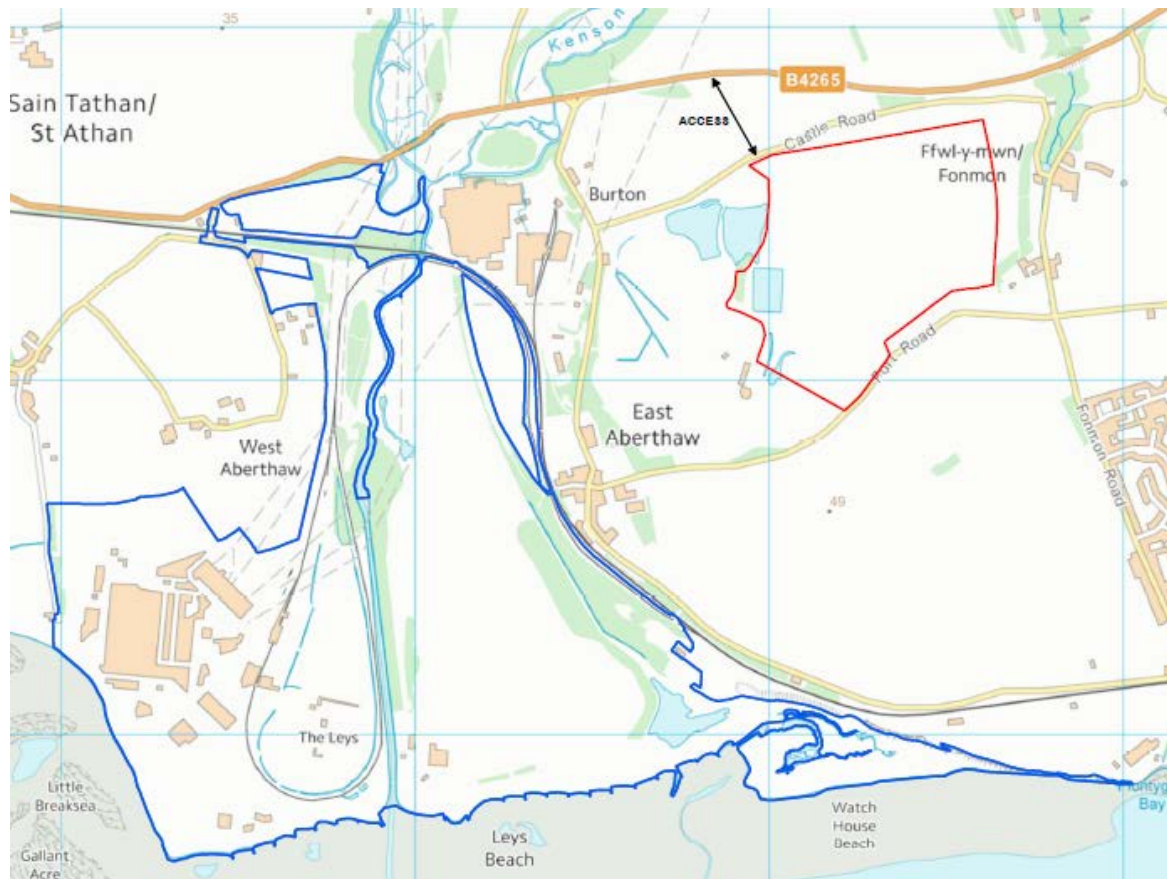 35
Kenson
B4265
Sain Tathan/
St Athan
ACCESS
Castle Road
Ffwl-y-mwn/
Fonmon
Burton
Port Road
East
Aberthaw
West
Aberthaw
Fonmon Road
49
The Leys
Little
Breaksea
Watch
House
Beach
Bay
Leys
Beach
Gallant
Acre